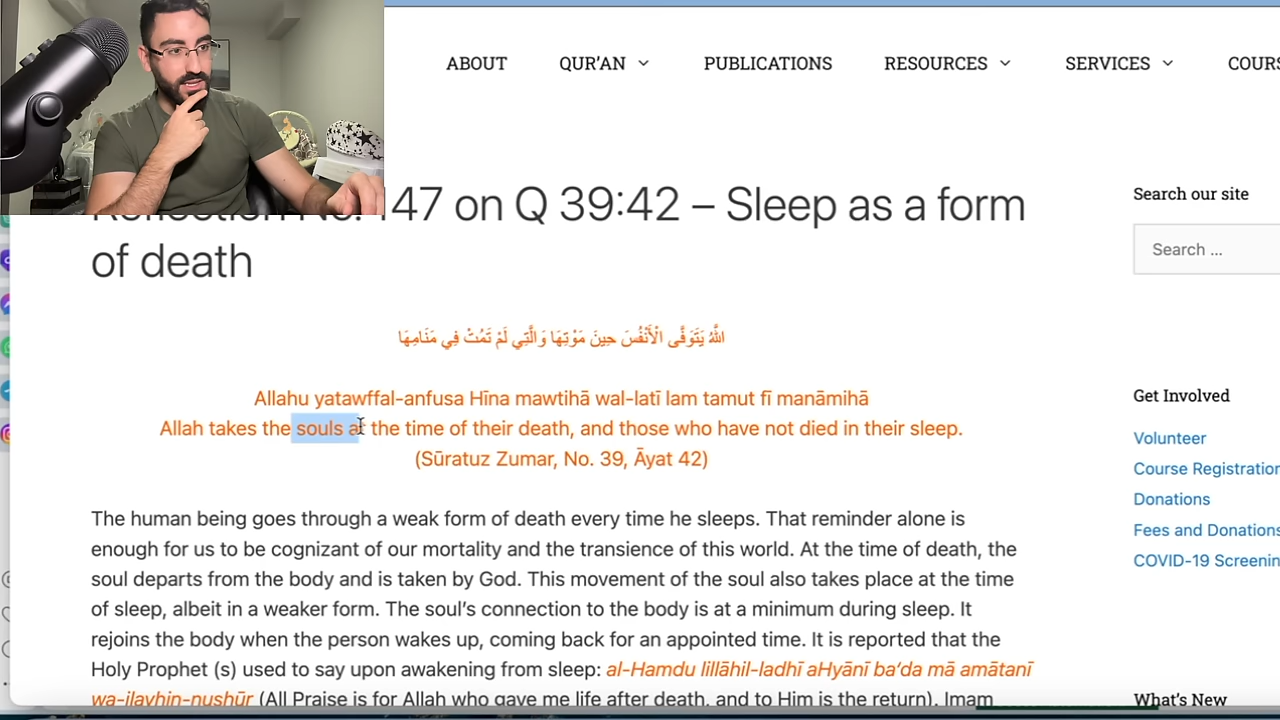 ABOUT
QUR'AN
PUBLICATIONS
RESOURCES
SERVICES
147 on Q 39:42 – Sleep as a form
of death
اللَّهُ يَتَوَفَّى الْأَنْفُسَ حِينَ مَوْتِهَا وَالَّتِي لَمْ تَمُتْ فِي مَنَامِهَا
Allahu yatawffal-anfusa Hīna mawtihā wal-latī lam tamut fī manāmihā
Allah takes the souls at the time of their death, and those who have not died in their sleep.
(Sūratuz Zumar, No. 39, Āyat 42)
The human being goes through a weak form of death every time he sleeps. That reminder alone is
enough for us to be cognizant of our mortality and the transience of this world. At the time of death, the
soul departs from the body and is taken by God. This movement of the soul also takes place at the time
of sleep, albeit in a weaker form. The soul's connection to the body is at a minimum during sleep. It
rejoins the body when the person wakes up, coming back for an appointed time. It is reported that the
Holy Prophet (s) used to say upon awakening from sleep: al-Hamdu lillāhil-ladhī aHyānī ba'da mā amātanī
wa-ilayhin-nushūr (All Praise is for Allah who gave me life after death, and to Him is the return). Imam
Search our site
Search ...
Get Involved
Volunteer
Course Registration
Donations
Fees and Donations
COVID-19 Screenin
What's New